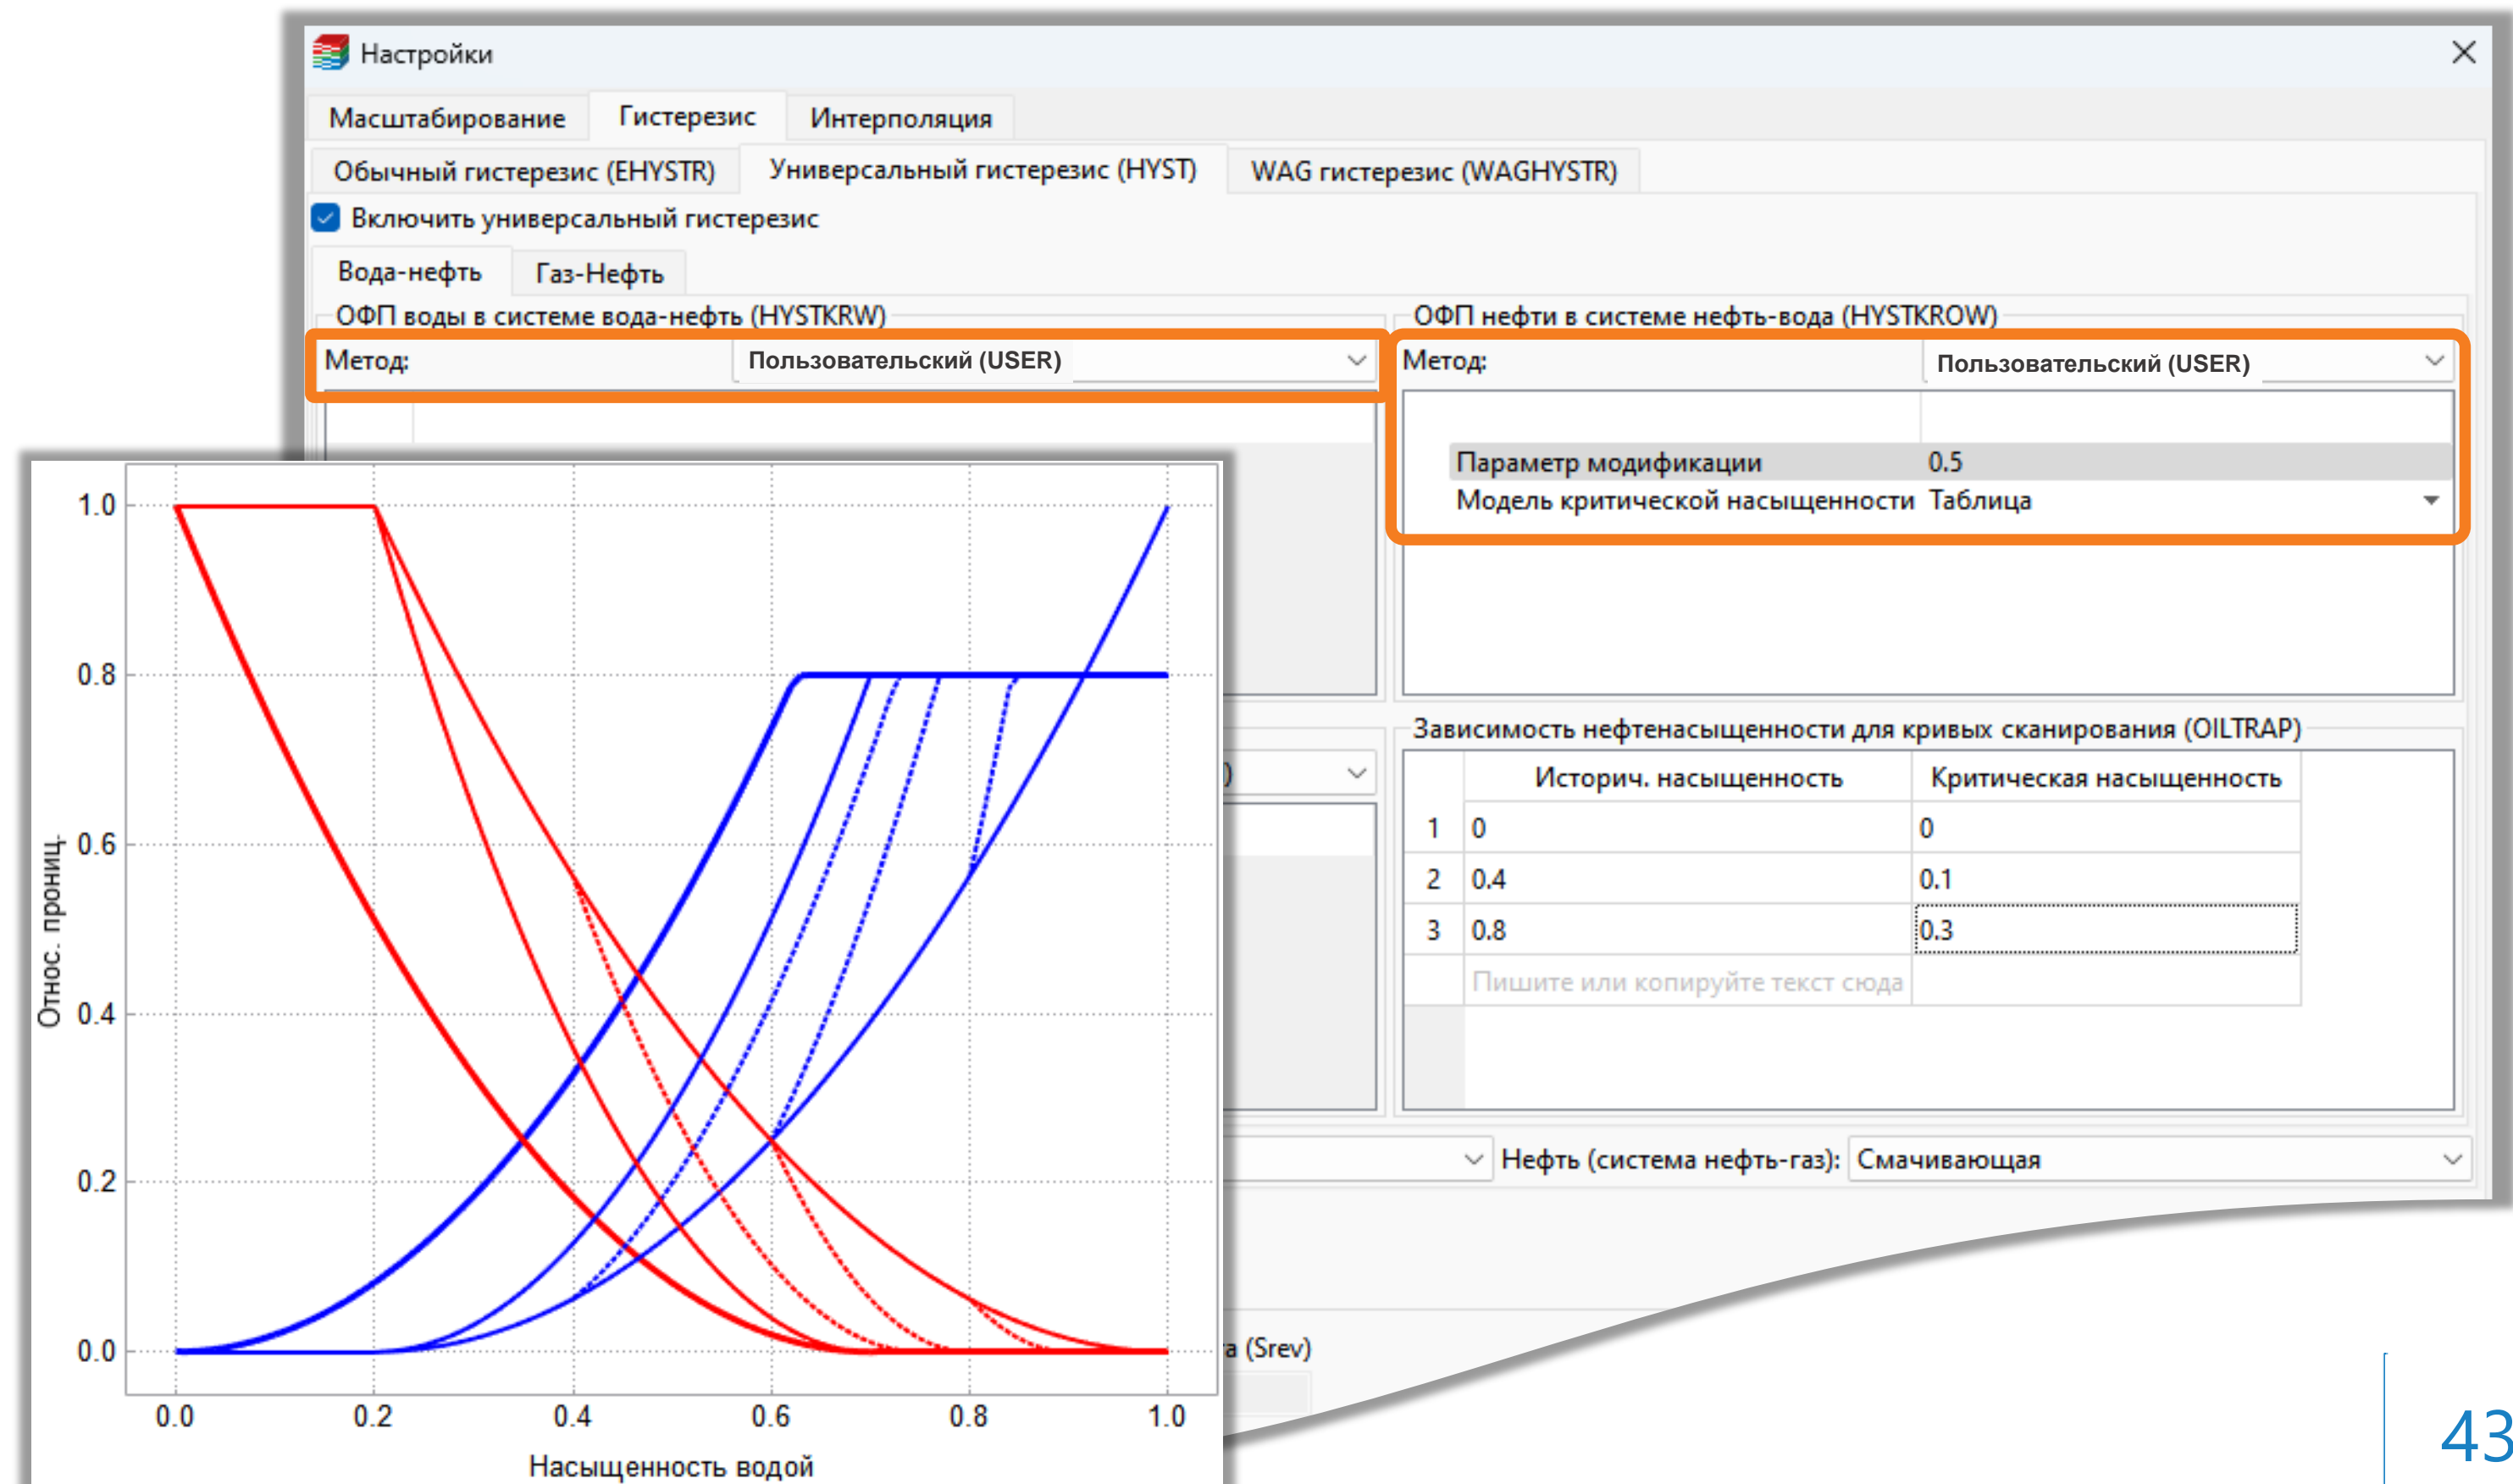 Настройки
Масштабирование Гистерезис Интерполяция
Обычный гистерезис (EHYSTR) Универсальный гистерезис (HYST) WAG гистерезис (WAGHYSTR)
Включить универсальный гистерезис
Вода-нефть Газ-Нефть
ОФП воды в системе вода-нефть (HYSTKRW) ОФП нефти в системе нефть-вода (HYSTKROW)
Метод: Пользовательский (USER) Метод: Пользовательский (USER)
Параметр модификации 0.5
Модель критической насыщенности Таблица
Зависимость нефтенасыщенности для кривых сканирования (OILTRAP)
Историч. насыщенность Критическая насыщенность
1 0 0
2 0.4 0.1
3 0.8 0.3
Пишите или копируйте текст сюда
Нефть (система нефть-газ): Смачивающая
(Srev)
1.0
0.8
0.6
0.4
0.2
0.0
Относ. прониц.
0.0 0.2 0.4 0.6 0.8 1.0
Насыщенность водой
43